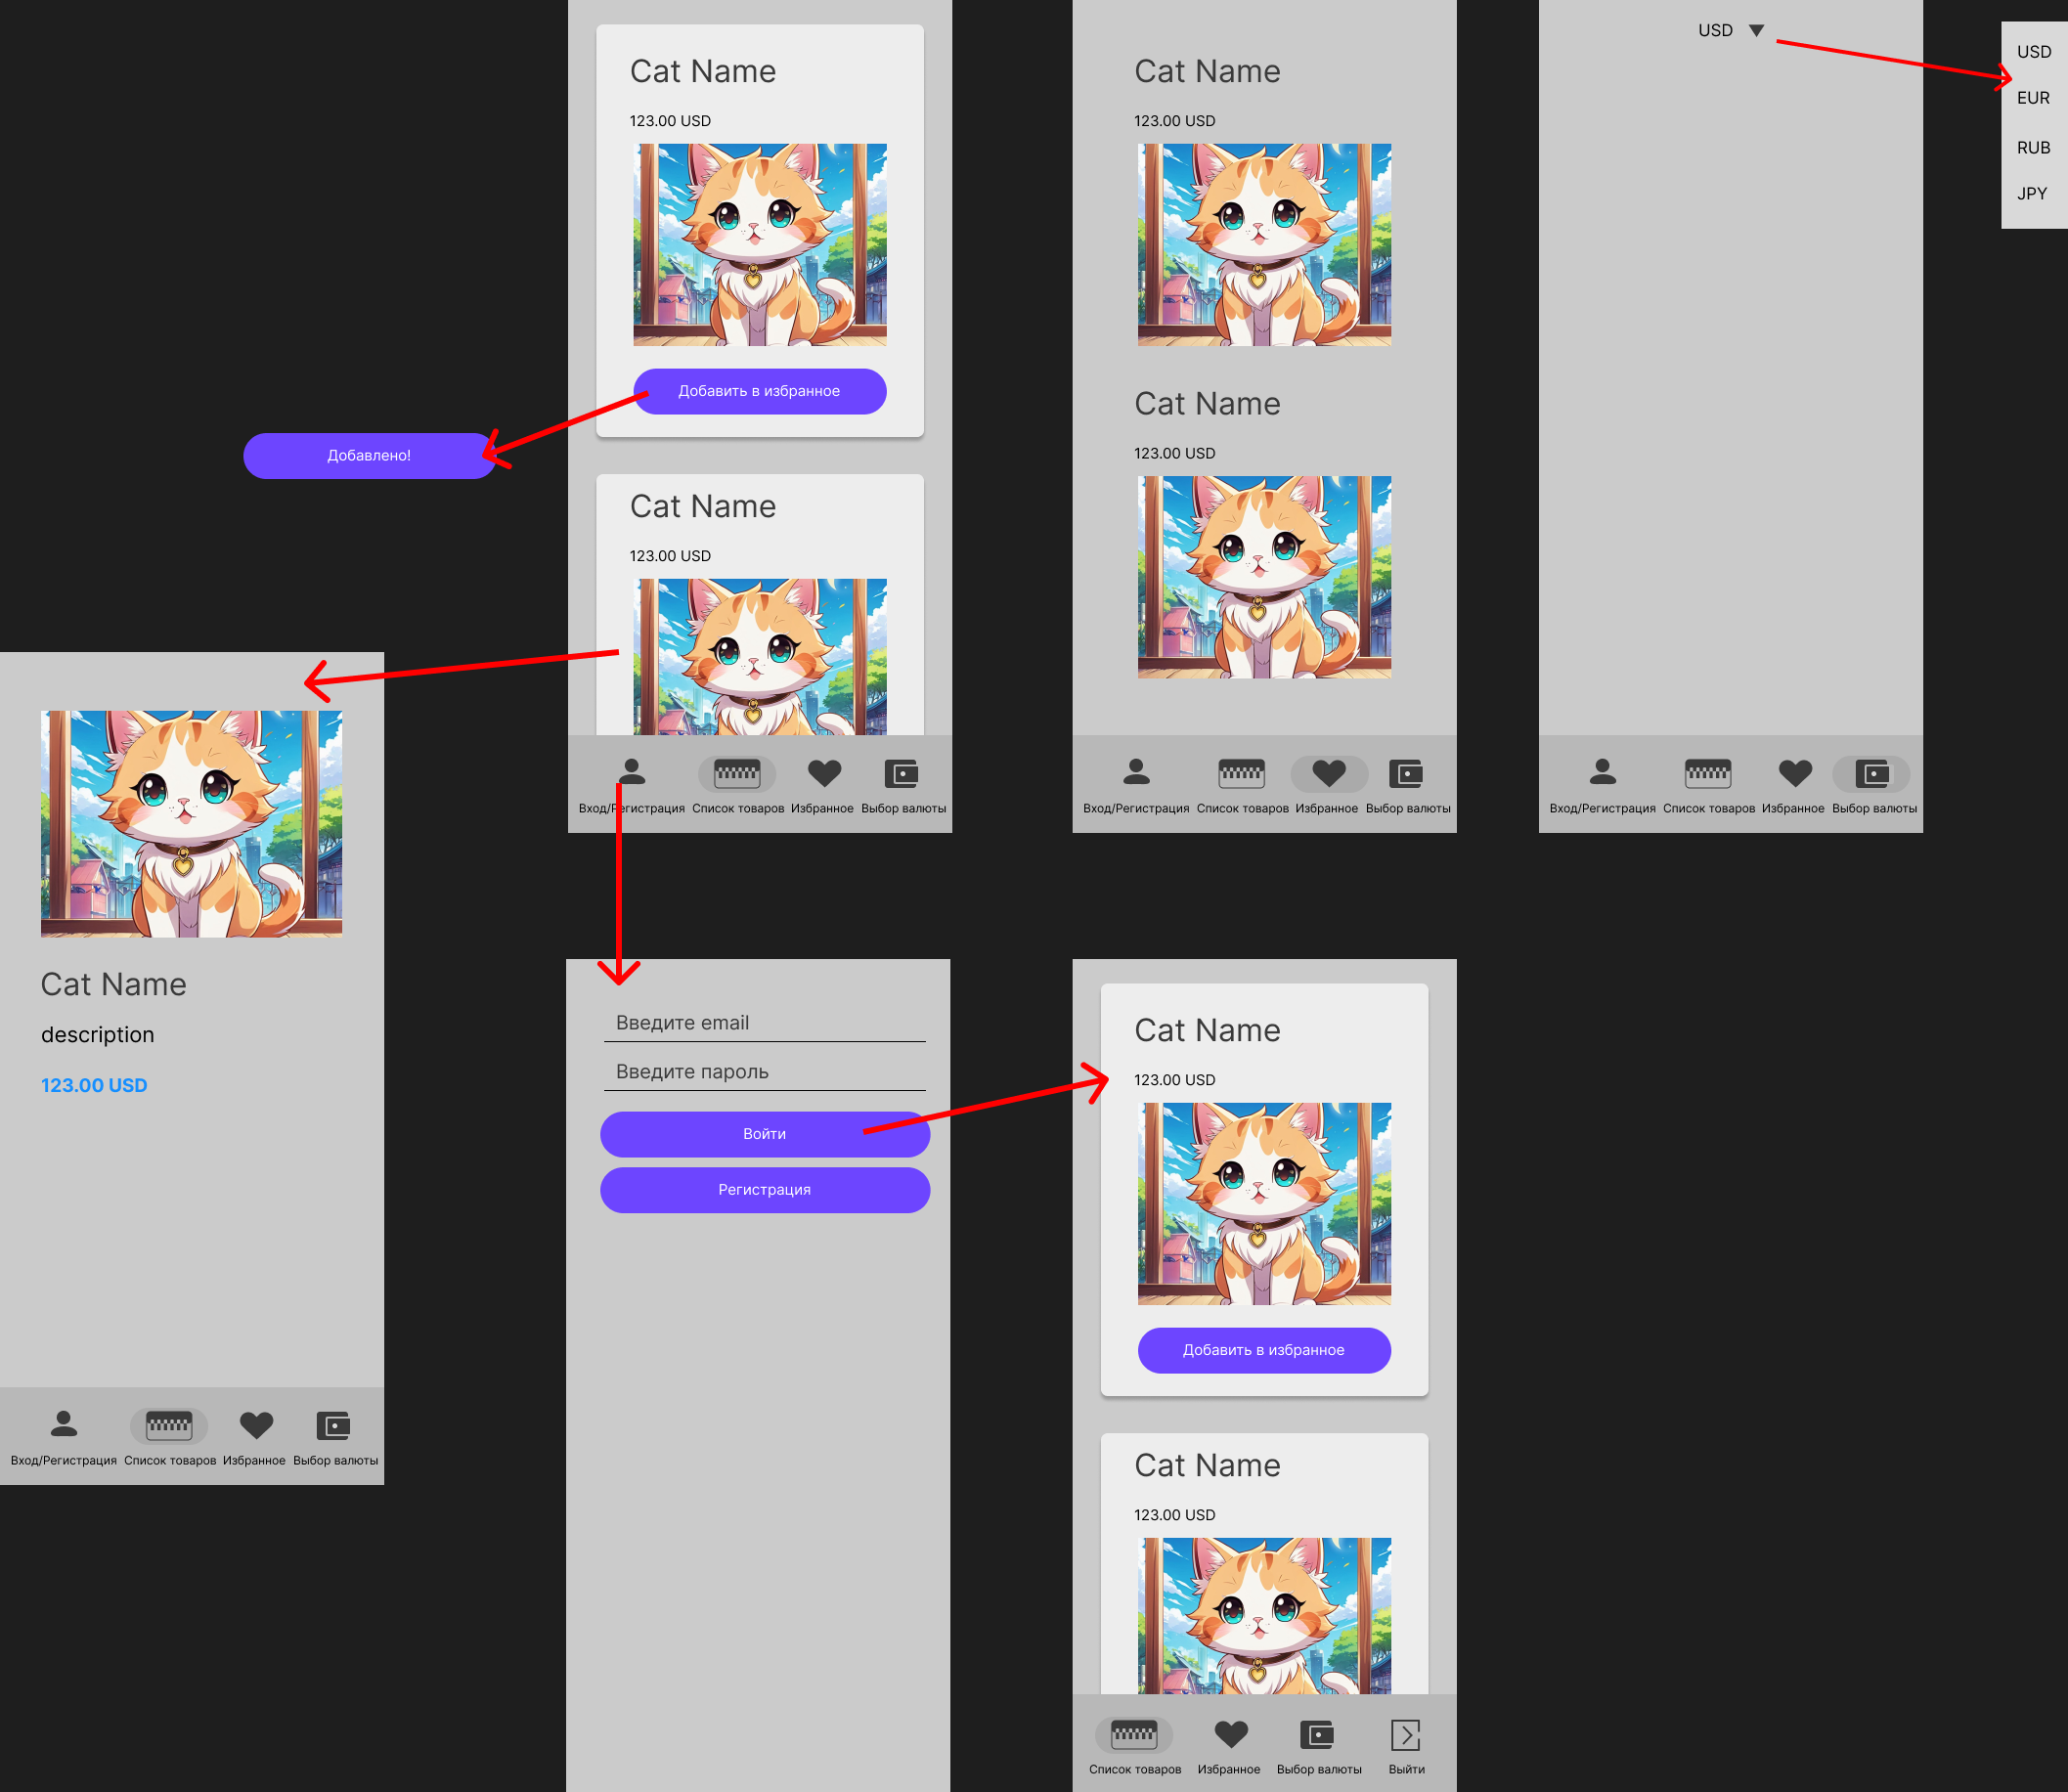 Cat Name
123.00 USD
Добавить в избранное
Cat Name
123.00 USD
Вход/Регистрация
Список товаров
Избранное
Выбор валюты
Cat Name
123.00 USD
Cat Name
123.00 USD
Вход/Регистрация
Список товаров
Избранное
Выбор валюты
USD
Вход/Регистрация
Список товаров
Избранное
Выбор валюты
USD
EUR
RUB
JPY
Добавлено!
Cat Name
description
123.00 USD
Вход/Регистрация
Список товаров
Избранное
Выбор валюты
Введите email
Введите пароль
Войти
Регистрация
Cat Name
123.00 USD
Добавить в избранное
Cat Name
123.00 USD
Список товаров
Избранное
Выбор валюты
Выйти